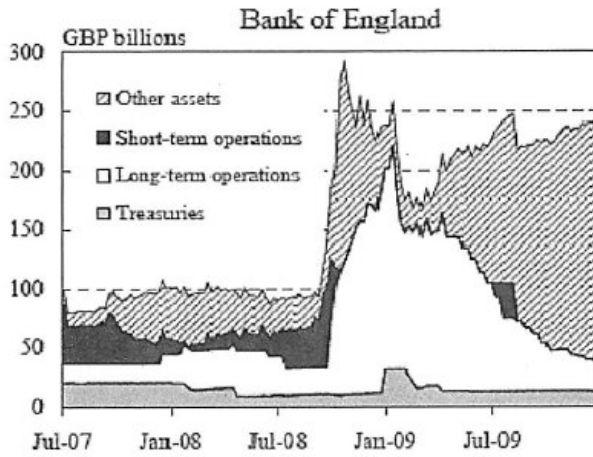 Bank of England
GBP billions
300
250
200
150
100
50
0
Other assets
Short-term operations
Long-term operations
Treasuries
Jul-07 Jan-08 Jul-08 Jan-09 Jul-09